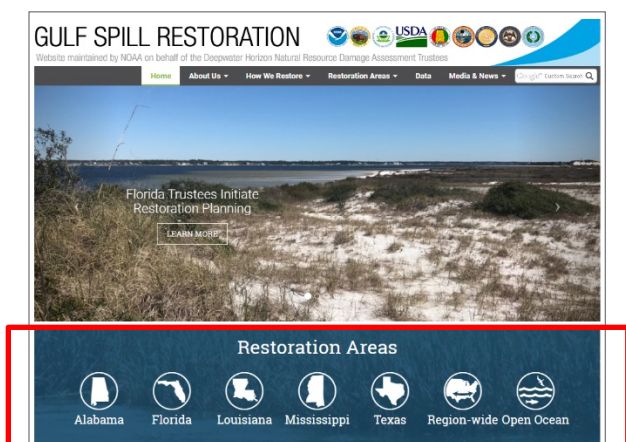 GULF SPILL RESTORATION
USDA
Website maintained by NOAA on behalf of the Deepwater Horizon Natural Resource Damage Assessment Trustees
Home About Us How We Restore Restoration Areas Data Media & News Google Custom Search
Florida Trustees Initiate
Restoration Planning
LEARN MORE
Restoration Areas
Alabama Florida Louisiana Mississippi Texas Region-wide Open Ocean